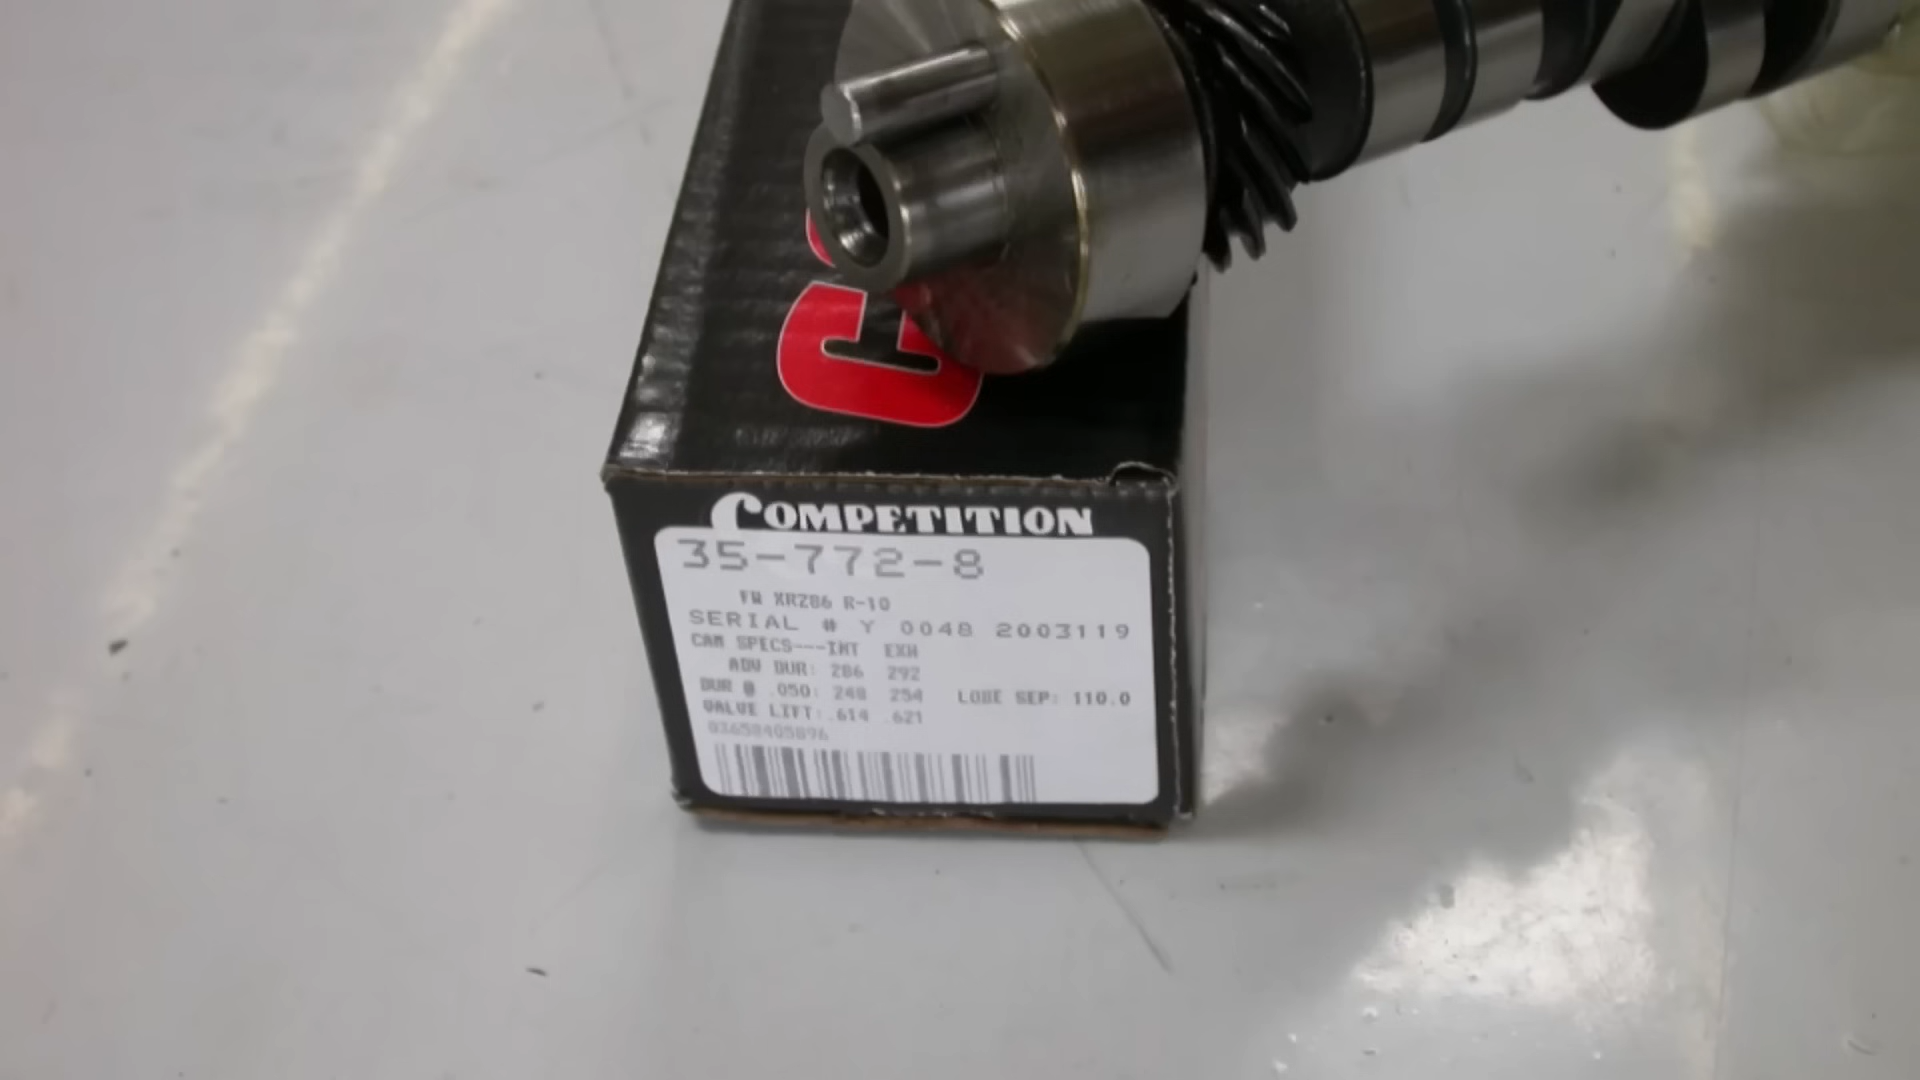 COMPETITION
35-772-8
FW XR286 R-10
SERIAL # Y 0048 2003119
CAM SPECS---INT EXH
ADV DUR: 286 292
DUR @ .050: 248 254 LOBE SEP: 110.0
VALVE LIFT: .614 .621
03658405896